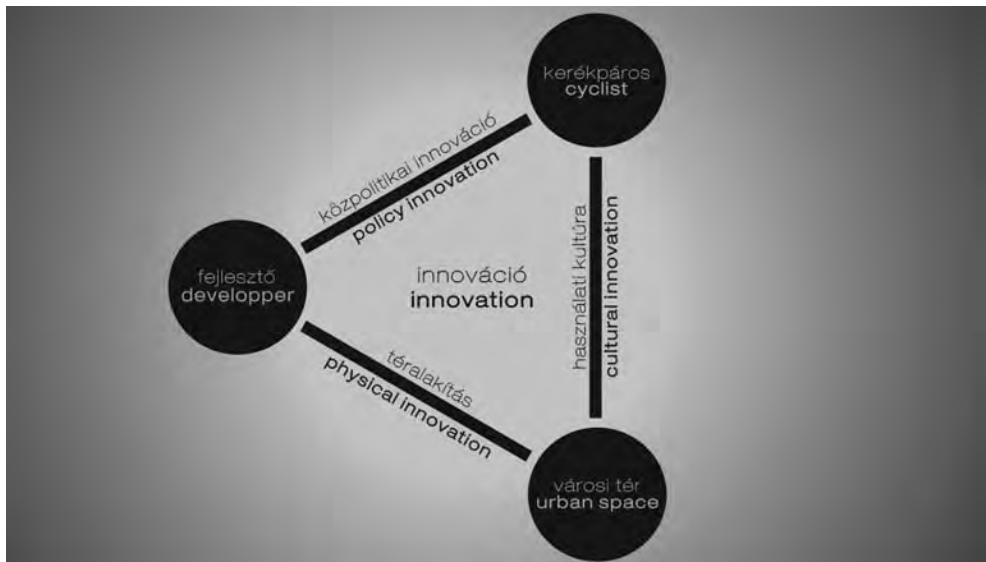 kerékpáros
cyclist
közpolitikai innováció
policy innovation
fejlesztő
developper
innováció
innovation
használati kultúra
cultural innovation
téralakítás
physical innovation
városi tér
urban space